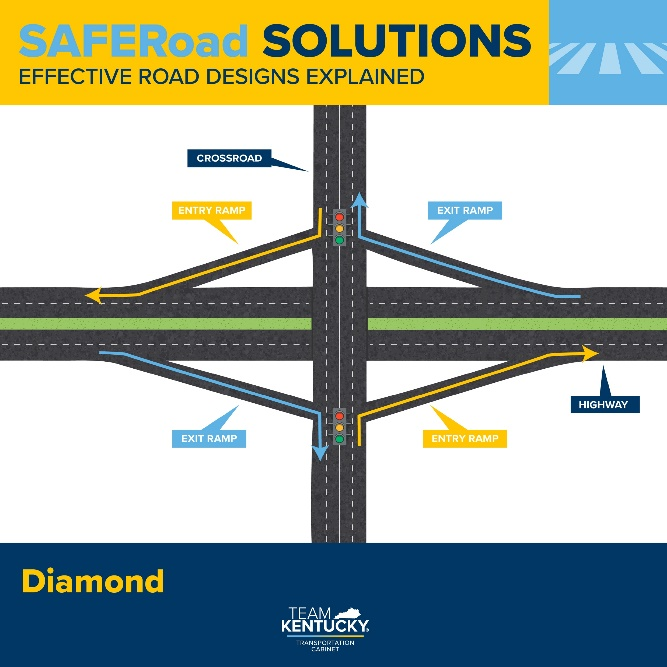 SAFERoad SOLUTIONS
EFFECTIVE ROAD DESIGNS EXPLAINED
CROSSROAD
ENTRY RAMP
EXIT RAMP
HIGHWAY
EXIT RAMP
ENTRY RAMP
Diamond
TEAM
KENTUCKY
TRANSPORTATION
CABINET